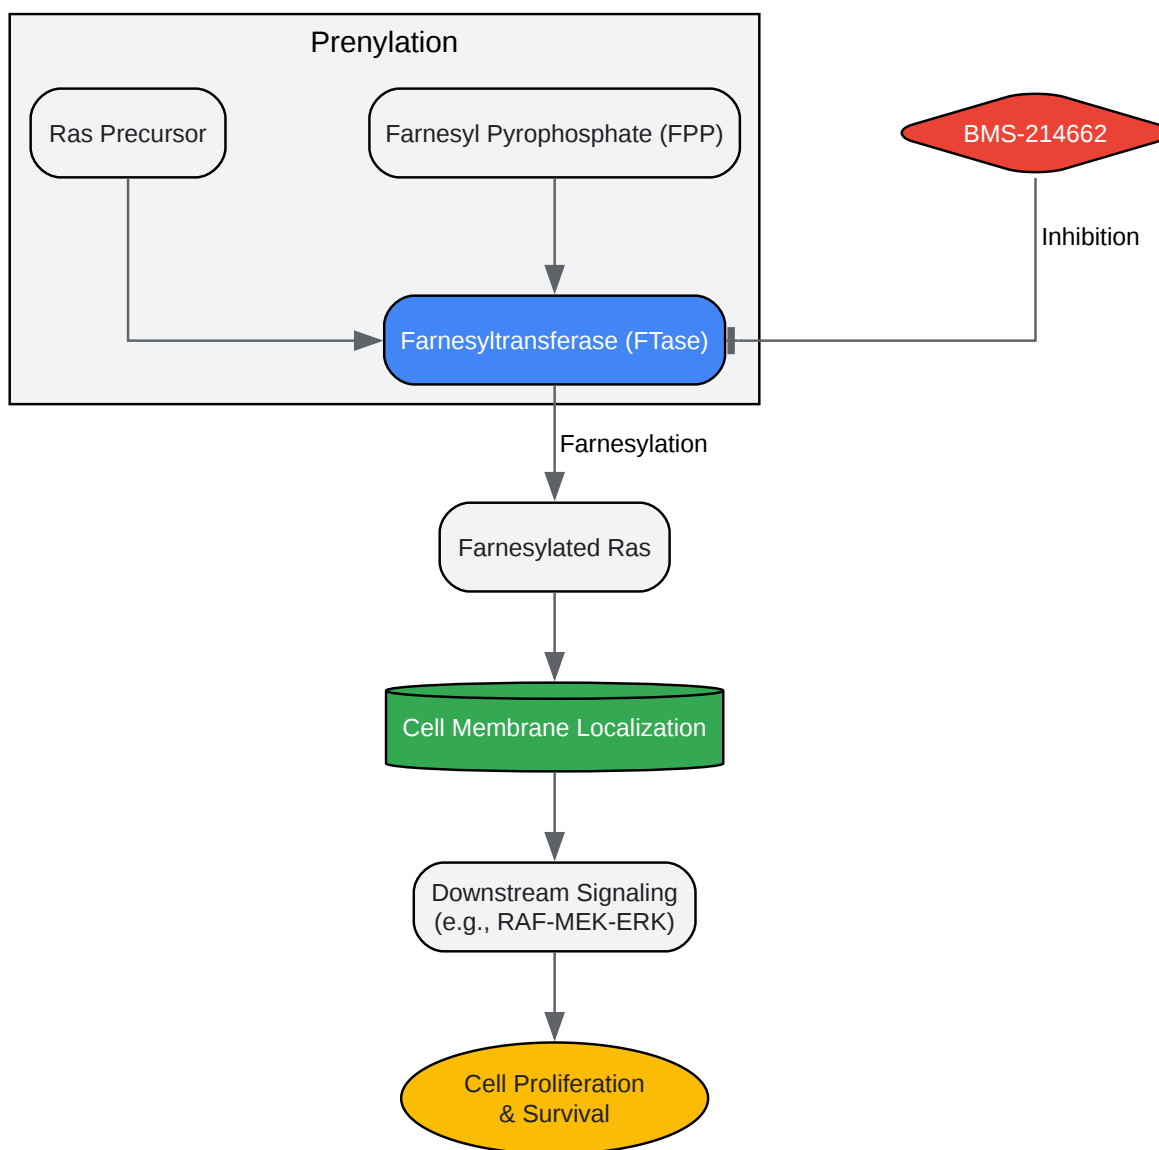 Prenylation
Ras Precursor
Farnesyl Pyrophosphate (FPP)
BMS-214662
Inhibition
Farnesyltransferase (FTase)
Farnesylation
Farnesylated Ras
Cell Membrane Localization
Downstream Signaling
(e.g., RAF-MEK-ERK)
Cell Proliferation
& Survival